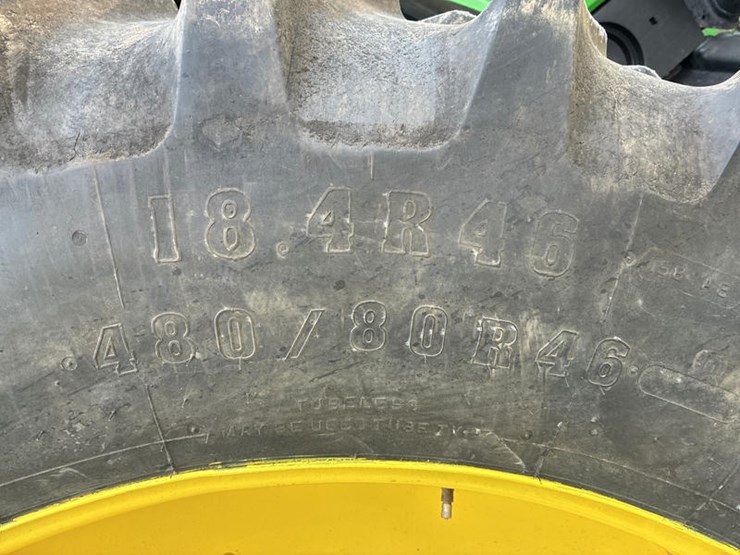 18.4R46
480/80R46
TUBELESS
MAY BE USED TUBE TYPE